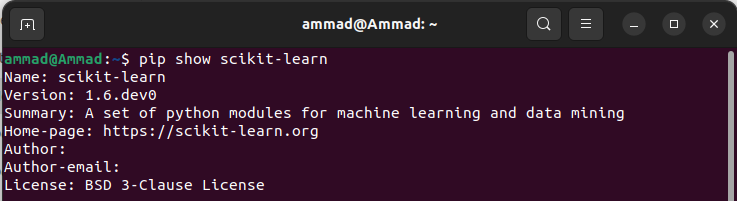 ammad@Ammad: ~
ammad@Ammad:~$ pip show scikit-learn
Name: scikit-learn
Version: 1.6.dev0
Summary: A set of python modules for machine learning and data mining
Home-page: https://scikit-learn.org
Author:
Author-email:
License: BSD 3-Clause License